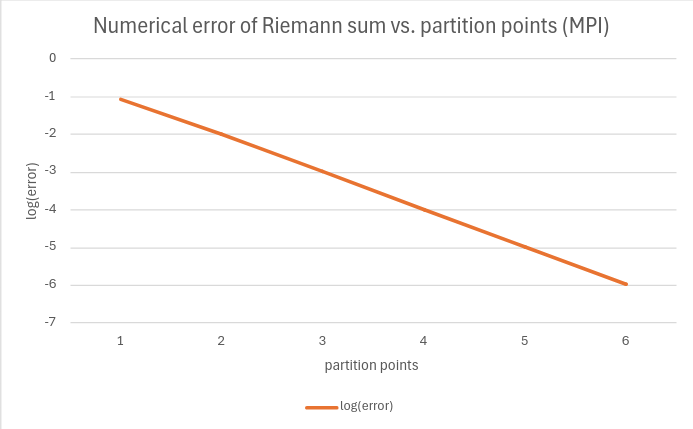 Numerical error of Riemann sum vs. partition points (MPI)
0
-1
-2
-3
-4
-5
-6
-7
log(error)
1 2 3 4 5 6
partition points
log(error)